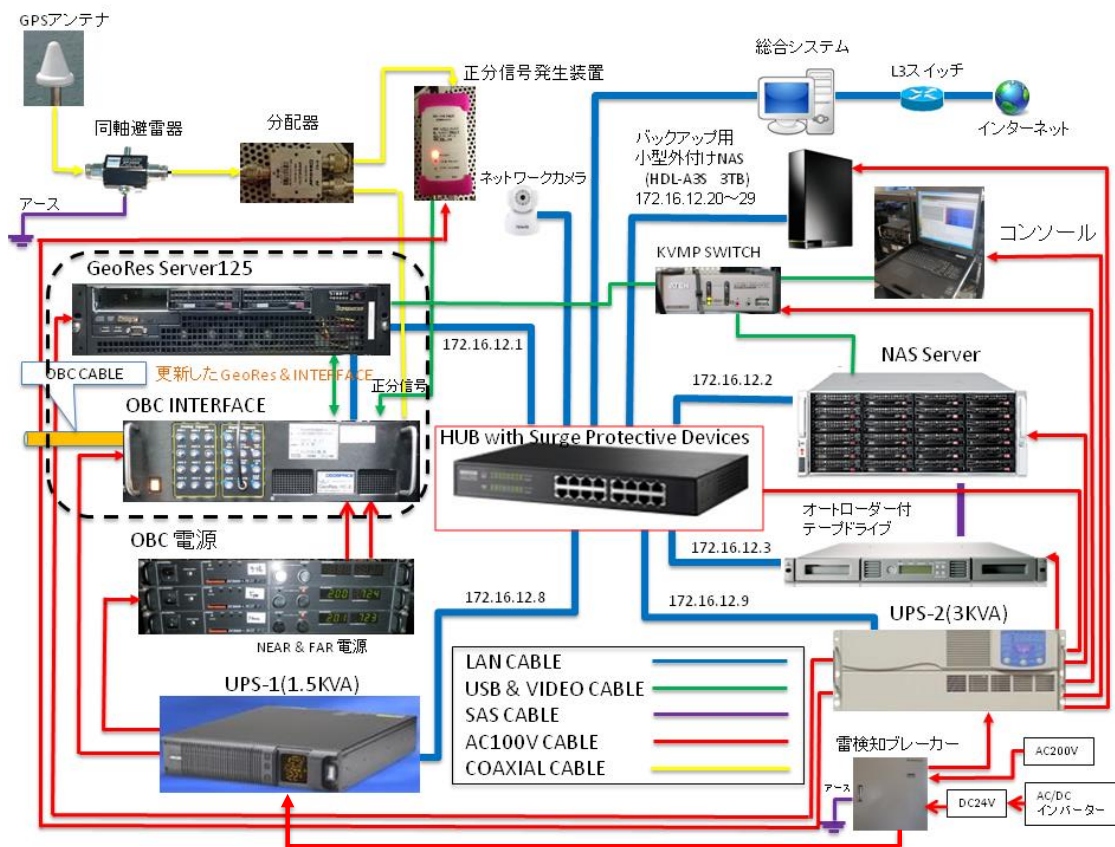 GPSアンテナ
同軸避雷器
分配器
正分信号発生装置
総合システム
L3スイッチ
インターネット
アース
ネットワークカメラ
バックアップ用
小型外付けNAS
(HDL-A3S 3TB)
172.16.12.20～29
コンソール
KVMP SWITCH
GeoRes Server125
172.16.12.1
NAS Server
172.16.12.2
OBC CABLE
更新したGeoRes & INTERFACE
正分信号
OBC INTERFACE
HUB with Surge Protective Devices
オートローダー付
テープドライブ
172.16.12.3
OBC 電源
172.16.12.8
172.16.12.9
UPS-2(3KVA)
200 724
201 723
NEAR & FAR 電源
UPS-1(1.5KVA)
LAN CABLE
USB & VIDEO CABLE
SAS CABLE
AC100V CABLE
COAXIAL CABLE
雷検知ブレーカー
AC200V
アース
DC24V
AC/DC
インバーター